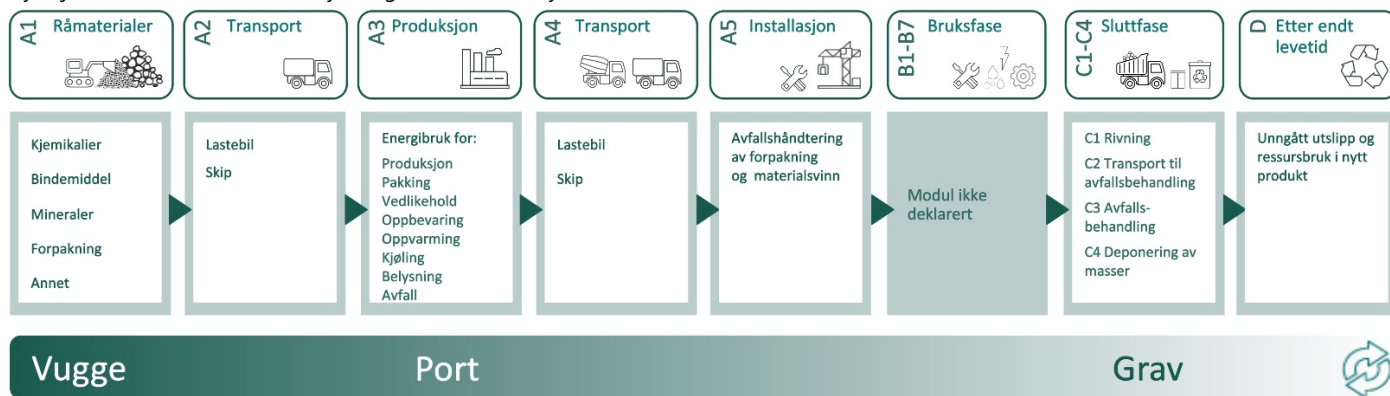 A1 Råmaterialer
A2 Transport
A3 Produksjon
A4 Transport
A5 Installasjon
B1-B7 Bruksfase
C1-C4 Sluttfase
D Etter endt
levetid
Kjemikalier
Bindemiddel
Mineraler
Forpakning
Annet
Lastebil
Skip
Energibruk for:
Produksjon
Pakking
Vedlikehold
Oppbevaring
Oppvarming
Kjøling
Belysning
Avfall
Lastebil
Skip
Avfallshåndtering
av forpakning
og materialsvinn
Modul ikke
deklarert
C1 Rivning
C2 Transport til
avfallsbehandling
C3 Avfalls-
behandling
C4 Deponering av
masser
Unngått utslipp og
ressursbruk i nytt
produkt
Vugge
Port
Grav